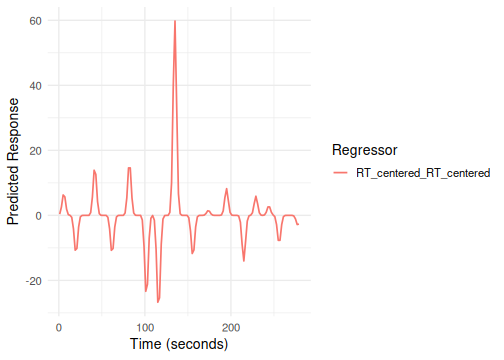 60
40
20
0
-20
Predicted Response
0
100
200
Time (seconds)
Regressor
RT_centered_RT_centered